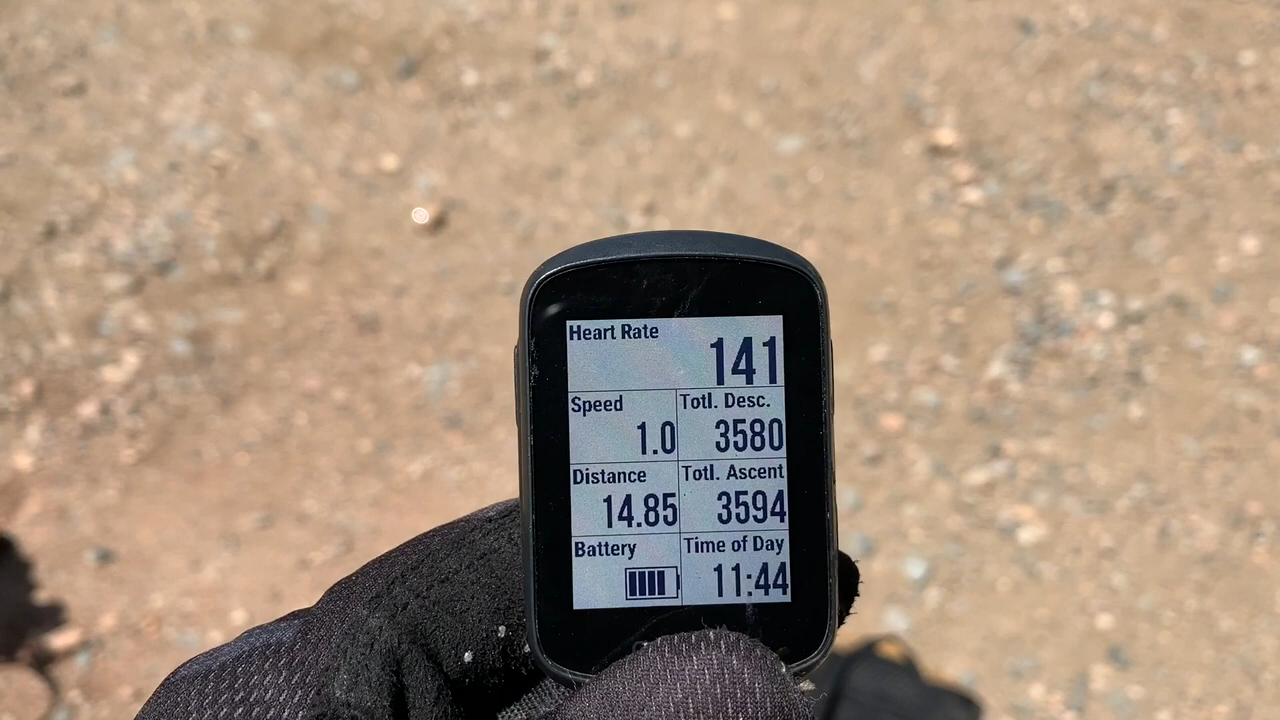 Heart Rate
141
Speed
1.0
Totl. Desc.
3580
Distance
14.85
Totl. Ascent
3594
Battery
Time of Day
11:44